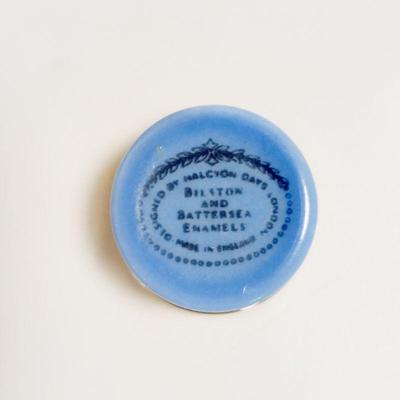 DESIGNED BY HALCYON DAYS LONDON
BILSTON
AND
BATTERSEA
ENAMELS
MADE IN ENGLAND